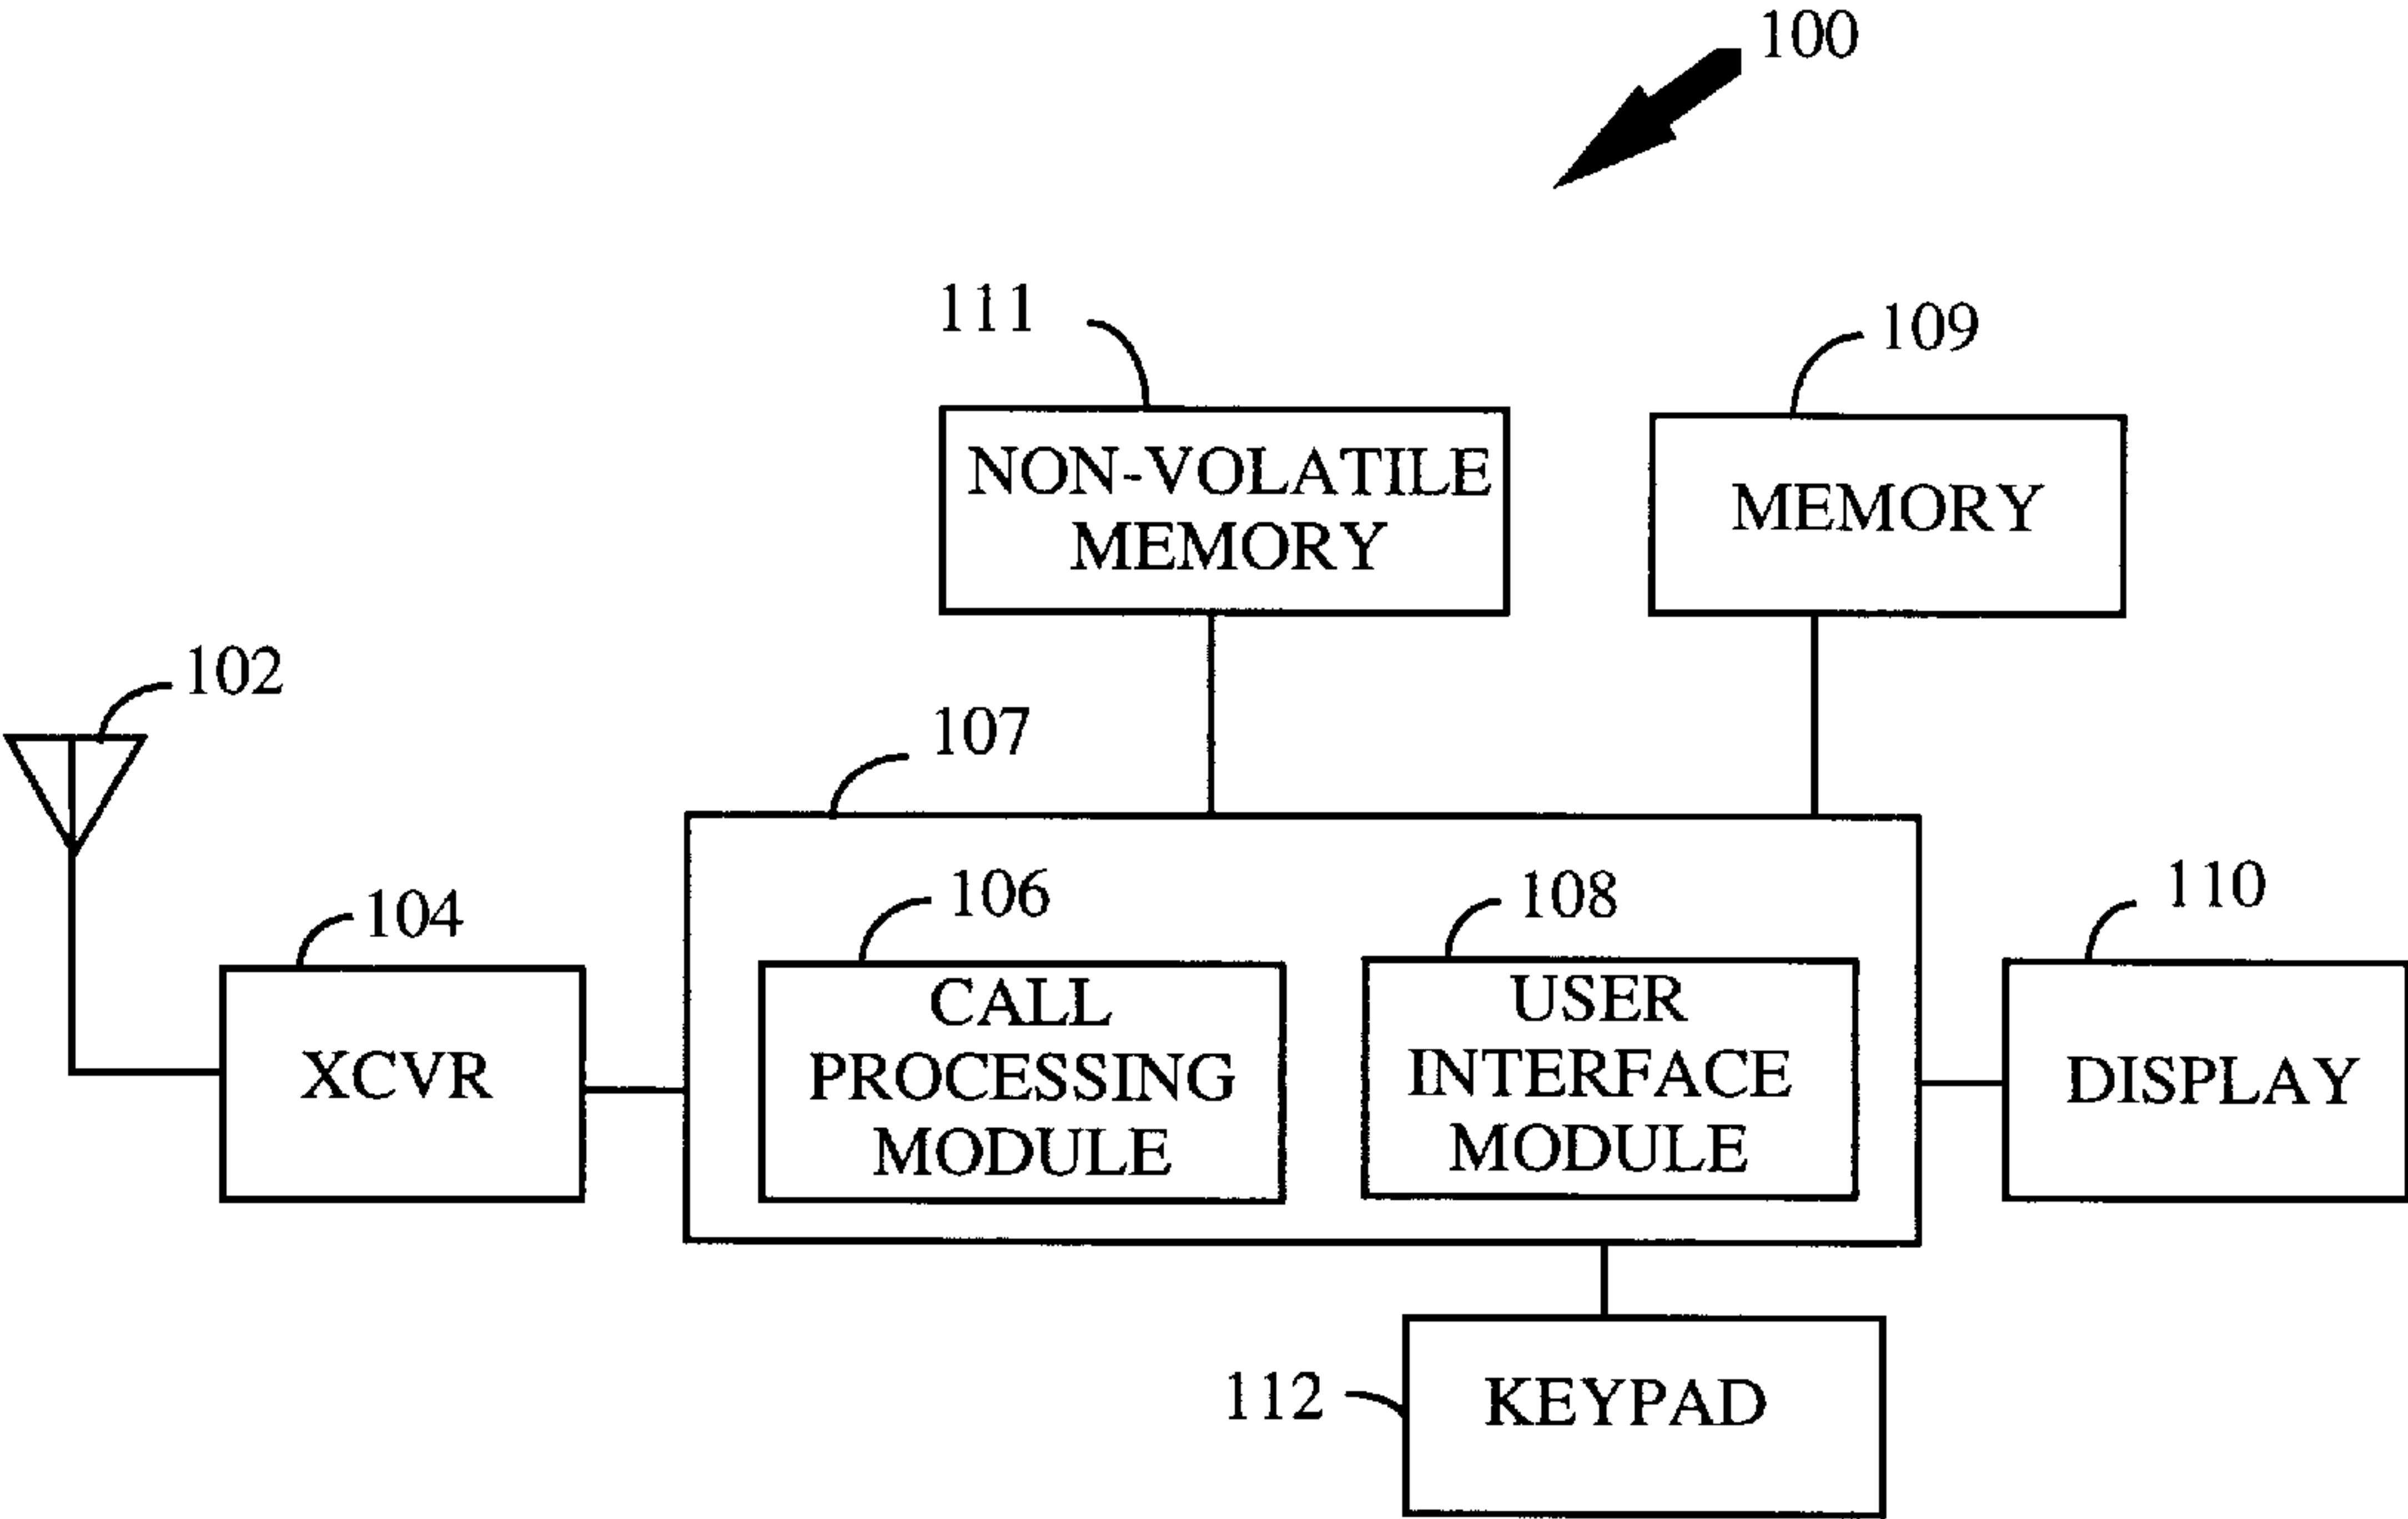 100
111
109
NON-VOLATILE
MEMORY
MEMORY
102
107
106
108
110
104
CALL
PROCESSING
MODULE
USER
INTERFACE
MODULE
XCVR
DISPLAY
112
KEYPAD